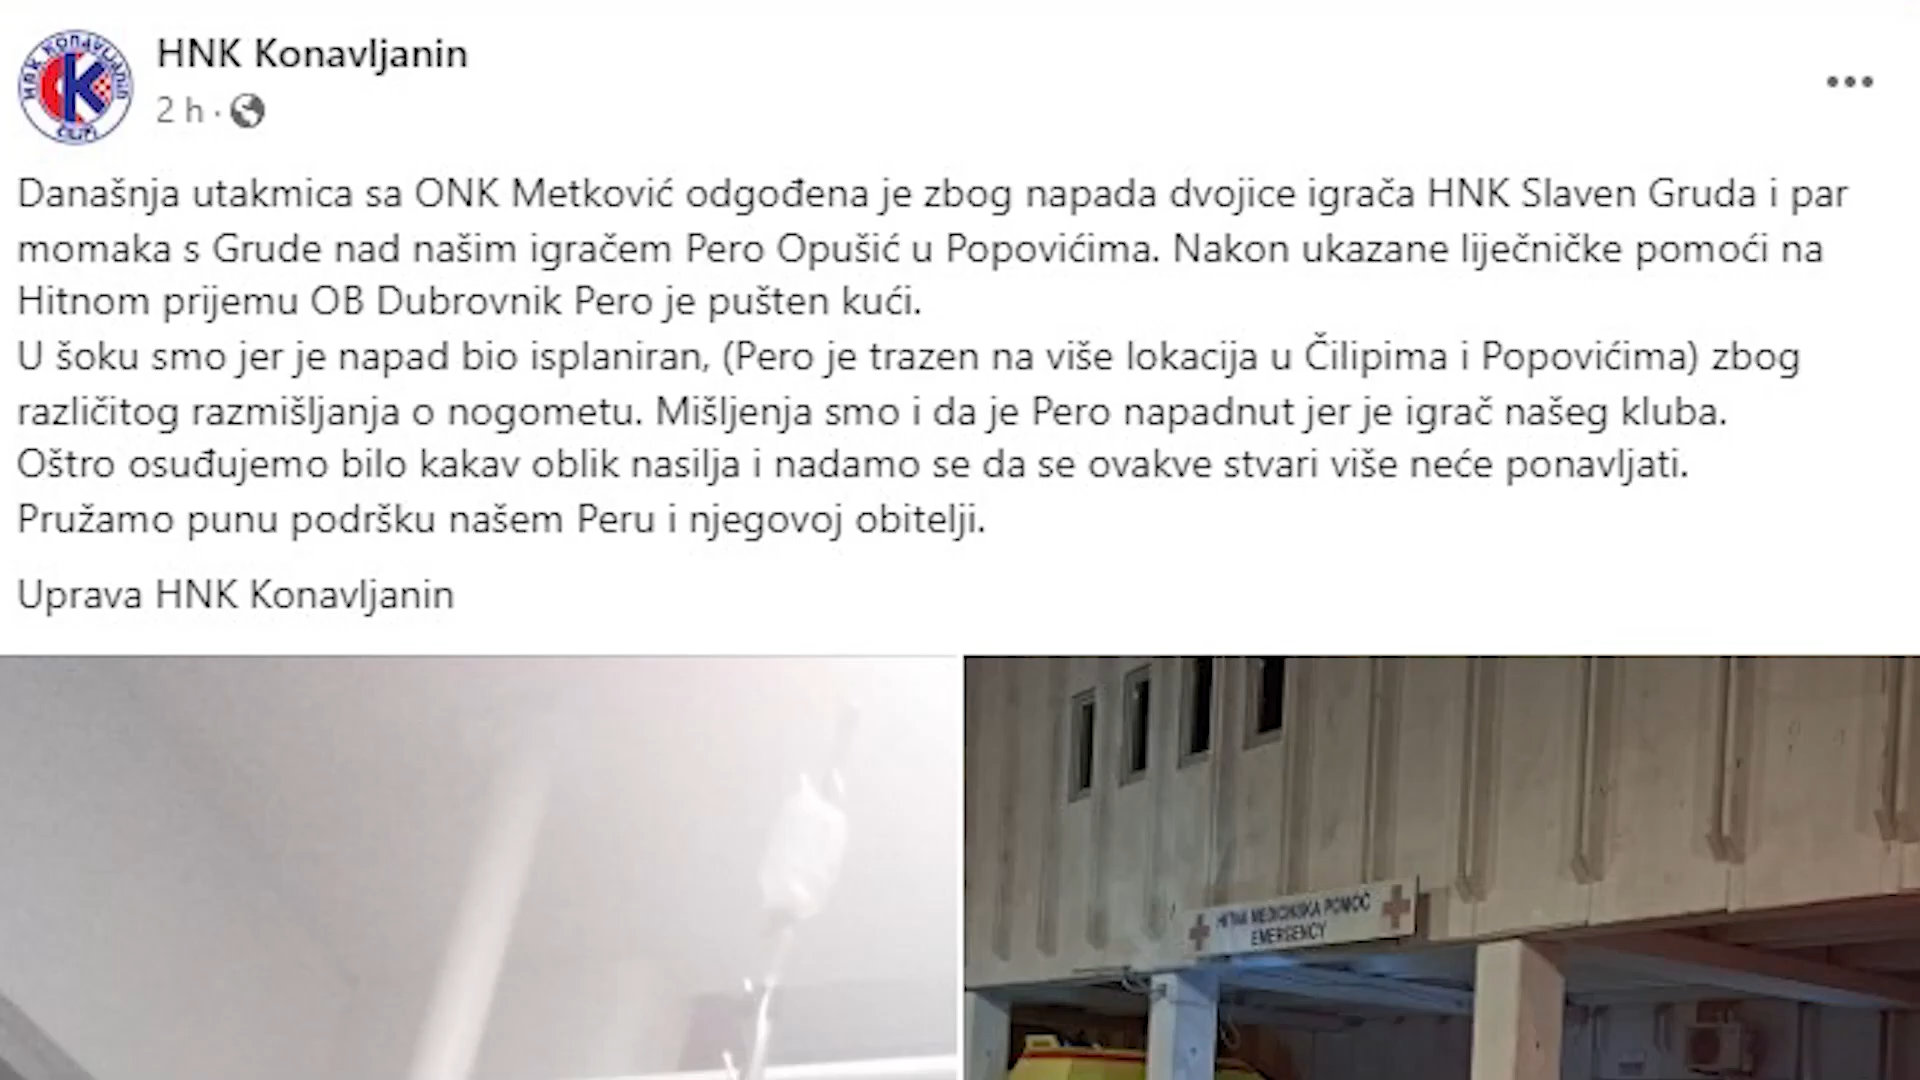 HNK Konavljanin
2 h ·
HNK KONAVLJANIN
ČILIPI
Današnja utakmica sa ONK Metković odgođena je zbog napada dvojice igrača HNK Slaven Gruda i par
momaka s Grude nad našim igračem Pero Opušić u Popovićima. Nakon ukazane liječničke pomoći na
Hitnom prijemu OB Dubrovnik Pero je pušten kući.
U šoku smo jer je napad bio isplaniran, (Pero je trazen na više lokacija u Čilipima i Popovićima) zbog
različitog razmišljanja o nogometu. Mišljenja smo i da je Pero napadnut jer je igrač našeg kluba.
Oštro osuđujemo bilo kakav oblik nasilja i nadamo se da se ovakve stvari više neće ponavljati.
Pružamo punu podršku našem Peru i njegovoj obitelji.
Uprava HNK Konavljanin
HITNA MEDICINSKA POMOĆ
EMERGENCY